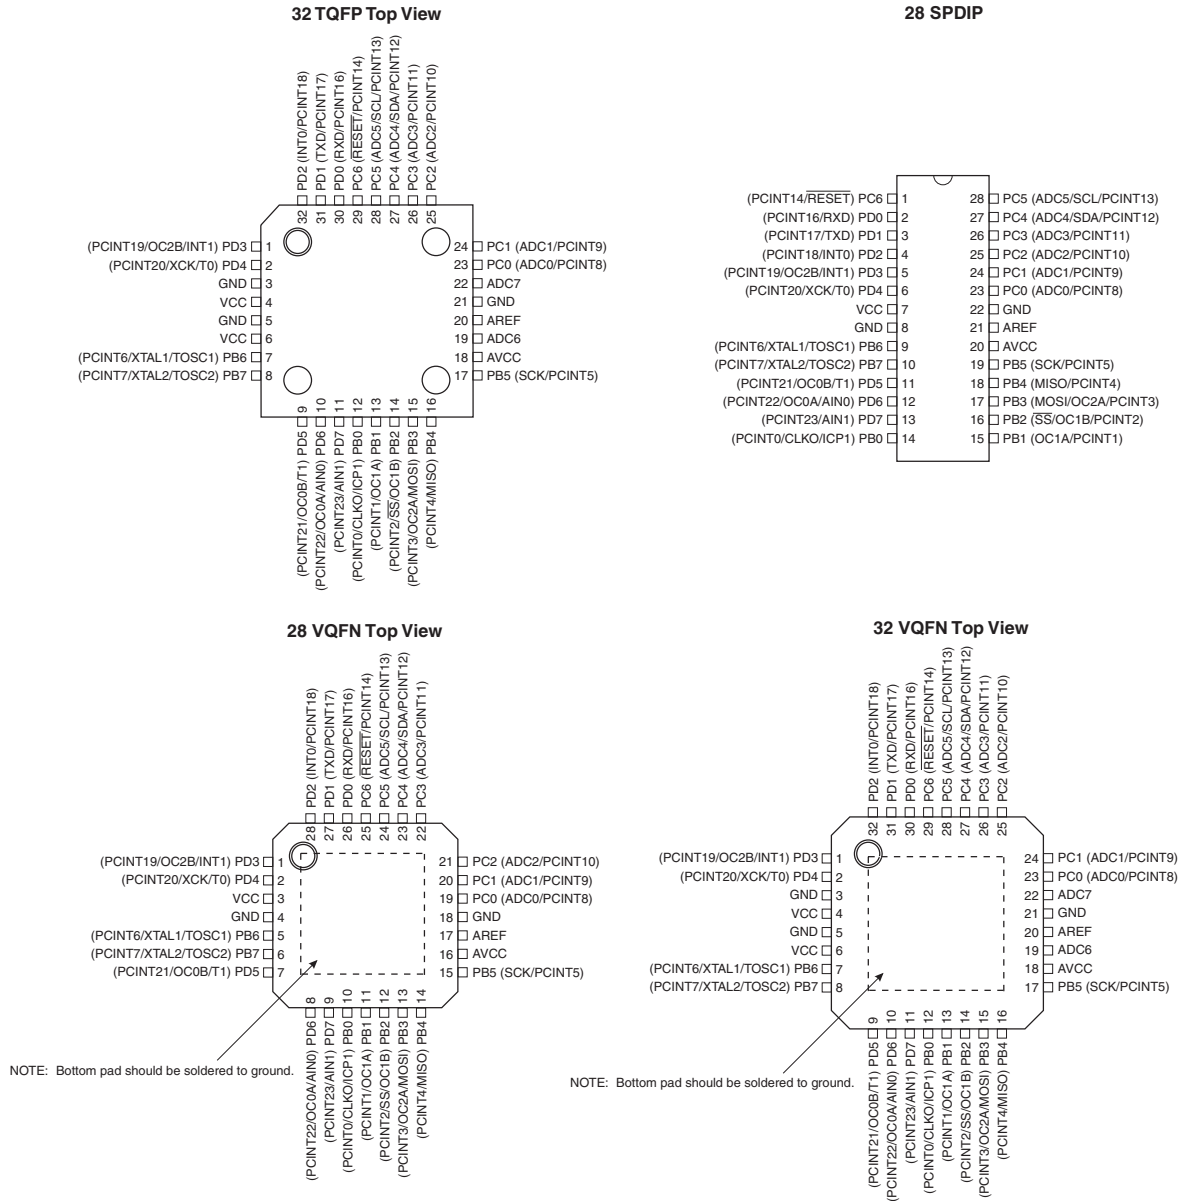 32 TQFP Top View
PD2 (INT0/PCINT18)
PD1 (TXD/PCINT17)
PD0 (RXD/PCINT16)
PC6 (RESET/PCINT14)
PC5 (ADC5/SCL/PCINT13)
PC4 (ADC4/SDA/PCINT12)
PC3 (ADC3/PCINT11)
PC2 (ADC2/PCINT10)
32 31 30 29 28 27 26 25
(PCINT19/OC2B/INT1) PD3 1
(PCINT20/XCK/T0) PD4 2
GND 3
VCC 4
GND 5
VCC 6
(PCINT6/XTAL1/TOSC1) PB6 7
(PCINT7/XTAL2/TOSC2) PB7 8
24 PC1 (ADC1/PCINT9)
23 PC0 (ADC0/PCINT8)
22 ADC7
21 GND
20 AREF
19 ADC6
18 AVCC
17 PB5 (SCK/PCINT5)
9 10 11 12 13 14 15 16
(PCINT21/OC0B/T1) PD5
(PCINT22/OC0A/AIN0) PD6
(PCINT23/AIN1) PD7
(PCINT0/CLKO/ICP1) PB0
(PCINT1/OC1A) PB1
(PCINT2/SS/OC1B) PB2
(PCINT3/OC2A/MOSI) PB3
(PCINT4/MISO) PB4
28 SPDIP
(PCINT14/RESET) PC6 1
(PCINT16/RXD) PD0 2
(PCINT17/TXD) PD1 3
(PCINT18/INT0) PD2 4
(PCINT19/OC2B/INT1) PD3 5
(PCINT20/XCK/T0) PD4 6
VCC 7
GND 8
(PCINT6/XTAL1/TOSC1) PB6 9
(PCINT7/XTAL2/TOSC2) PB7 10
(PCINT21/OC0B/T1) PD5 11
(PCINT22/OC0A/AIN0) PD6 12
(PCINT23/AIN1) PD7 13
(PCINT0/CLKO/ICP1) PB0 14
28 PC5 (ADC5/SCL/PCINT13)
27 PC4 (ADC4/SDA/PCINT12)
26 PC3 (ADC3/PCINT11)
25 PC2 (ADC2/PCINT10)
24 PC1 (ADC1/PCINT9)
23 PC0 (ADC0/PCINT8)
22 GND
21 AREF
20 AVCC
19 PB5 (SCK/PCINT5)
18 PB4 (MISO/PCINT4)
17 PB3 (MOSI/OC2A/PCINT3)
16 PB2 (SS/OC1B/PCINT2)
15 PB1 (OC1A/PCINT1)
28 VQFN Top View
PD2 (INT0/PCINT18)
PD1 (TXD/PCINT17)
PD0 (RXD/PCINT16)
PC6 (RESET/PCINT14)
PC5 (ADC5/SCL/PCINT13)
PC4 (ADC4/SDA/PCINT12)
PC3 (ADC3/PCINT11)
28 27 26 25 24 23 22
(PCINT19/OC2B/INT1) PD3 1
(PCINT20/XCK/T0) PD4 2
VCC 3
GND 4
(PCINT6/XTAL1/TOSC1) PB6 5
(PCINT7/XTAL2/TOSC2) PB7 6
(PCINT21/OC0B/T1) PD5 7
21 PC2 (ADC2/PCINT10)
20 PC1 (ADC1/PCINT9)
19 PC0 (ADC0/PCINT8)
18 GND
17 AREF
16 AVCC
15 PB5 (SCK/PCINT5)
8 9 10 11 12 13 14
(PCINT22/OC0A/AIN0) PD6
(PCINT23/AIN1) PD7
(PCINT0/CLKO/ICP1) PB0
(PCINT1/OC1A) PB1
(PCINT2/SS/OC1B) PB2
(PCINT3/OC2A/MOSI) PB3
(PCINT4/MISO) PB4
NOTE: Bottom pad should be soldered to ground.
32 VQFN Top View
PD2 (INT0/PCINT18)
PD1 (TXD/PCINT17)
PD0 (RXD/PCINT16)
PC6 (RESET/PCINT14)
PC5 (ADC5/SCL/PCINT13)
PC4 (ADC4/SDA/PCINT12)
PC3 (ADC3/PCINT11)
PC2 (ADC2/PCINT10)
32 31 30 29 28 27 26 25
(PCINT19/OC2B/INT1) PD3 1
(PCINT20/XCK/T0) PD4 2
GND 3
VCC 4
GND 5
VCC 6
(PCINT6/XTAL1/TOSC1) PB6 7
(PCINT7/XTAL2/TOSC2) PB7 8
24 PC1 (ADC1/PCINT9)
23 PC0 (ADC0/PCINT8)
22 ADC7
21 GND
20 AREF
19 ADC6
18 AVCC
17 PB5 (SCK/PCINT5)
9 10 11 12 13 14 15 16
(PCINT21/OC0B/T1) PD5
(PCINT22/OC0A/AIN0) PD6
(PCINT23/AIN1) PD7
(PCINT0/CLKO/ICP1) PB0
(PCINT1/OC1A) PB1
(PCINT2/SS/OC1B) PB2
(PCINT3/OC2A/MOSI) PB3
(PCINT4/MISO) PB4
NOTE: Bottom pad should be soldered to ground.